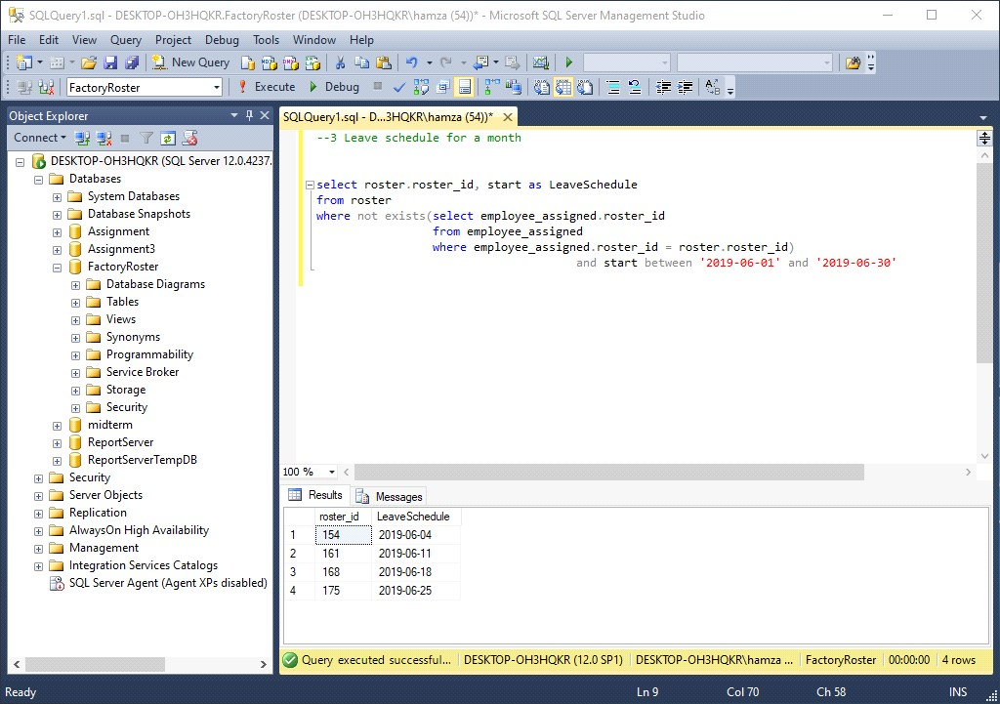 SQLQuery1.sql - DESKTOP-OH3HQKR.FactoryRoster (DESKTOP-OH3HQKR\hamza (54))* - Microsoft SQL Server Management Studio
File Edit View Query Project Debug Tools Window Help
New Query
FactoryRoster Execute Debug
Object Explorer
Connect
DESKTOP-OH3HQKR (SQL Server 12.0.4237.
Databases
System Databases
Database Snapshots
Assignment
Assignment3
FactoryRoster
Database Diagrams
Tables
Views
Synonyms
Programmability
Service Broker
Storage
Security
midterm
ReportServer
ReportServerTempDB
Security
Server Objects
Replication
AlwaysOn High Availability
Management
Integration Services Catalogs
SQL Server Agent (Agent XPs disabled)
SQLQuery1.sql - D...3HQKR\hamza (54))*
--3 Leave schedule for a month
select roster.roster_id, start as LeaveSchedule
from roster
where not exists(select employee_assigned.roster_id
from employee_assigned
where employee_assigned.roster_id = roster.roster_id)
and start between '2019-06-01' and '2019-06-30'
100 %
Results Messages
roster_id LeaveSchedule
1 154 2019-06-04
2 161 2019-06-11
3 168 2019-06-18
4 175 2019-06-25
Query executed successful... DESKTOP-OH3HQKR (12.0 SP1) DESKTOP-OH3HQKR\hamza ... FactoryRoster 00:00:00 4 rows
Ready Ln 9 Col 70 Ch 58 INS